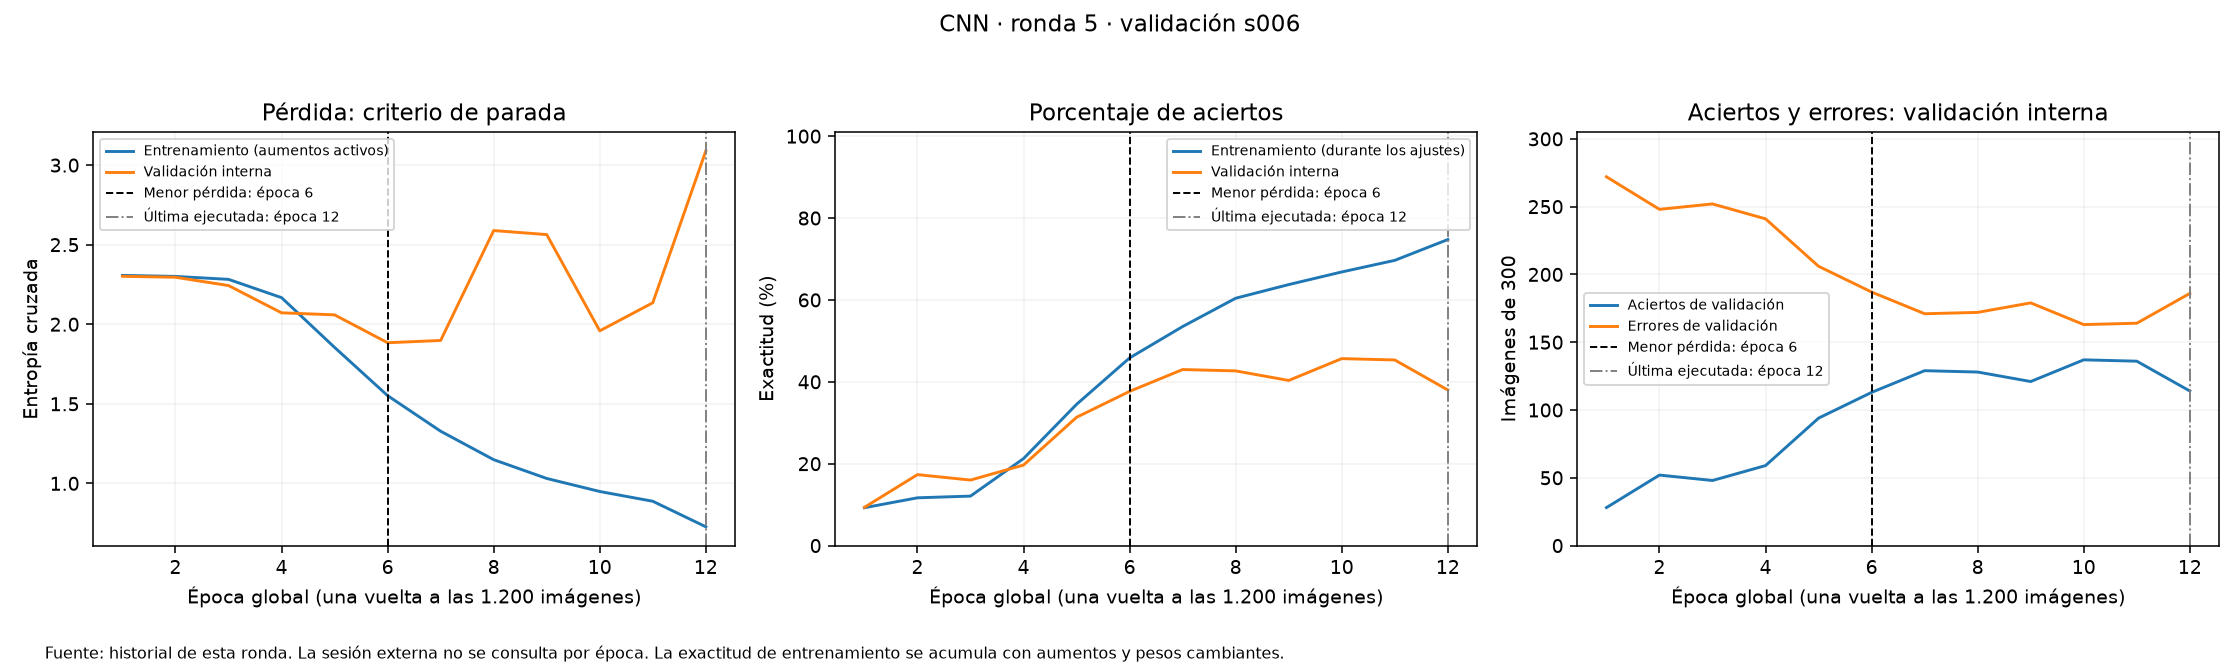 CNN · ronda 5 · validación s006
Pérdida: criterio de parada
Entropía cruzada
3.0
2.5
2.0
1.5
1.0
Entrenamiento (aumentos activos)
Validación interna
Menor pérdida: época 6
Última ejecutada: época 12
2 4 6 8 10 12
Época global (una vuelta a las 1.200 imágenes)
Porcentaje de aciertos
Exactitud (%)
100
80
60
40
20
0
Entrenamiento (durante los ajustes)
Validación interna
Menor pérdida: época 6
Última ejecutada: época 12
2 4 6 8 10 12
Época global (una vuelta a las 1.200 imágenes)
Aciertos y errores: validación interna
Imágenes de 300
300
250
200
150
100
50
0
Aciertos de validación
Errores de validación
Menor pérdida: época 6
Última ejecutada: época 12
2 4 6 8 10 12
Época global (una vuelta a las 1.200 imágenes)
Fuente: historial de esta ronda. La sesión externa no se consulta por época. La exactitud de entrenamiento se acumula con aumentos y pesos cambiantes.